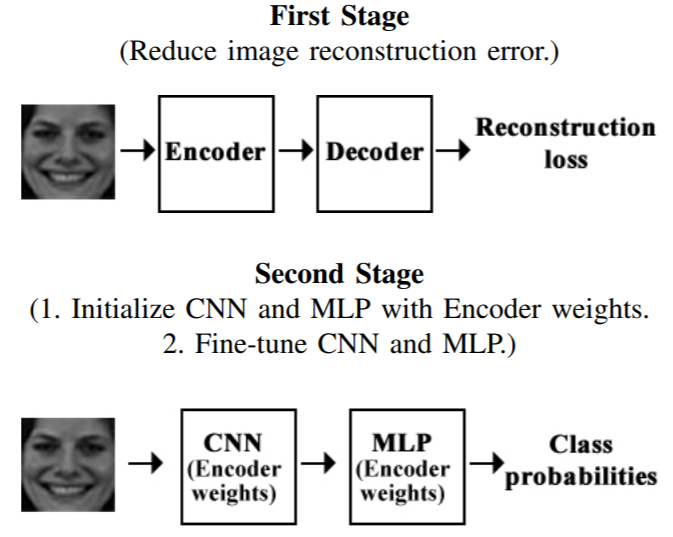 First Stage
(Reduce image reconstruction error.)
Encoder
Decoder
Reconstruction
loss
Second Stage
(1. Initialize CNN and MLP with Encoder weights.
2. Fine-tune CNN and MLP.)
CNN
(Encoder
weights)
MLP
(Encoder
weights)
Class
probabilities